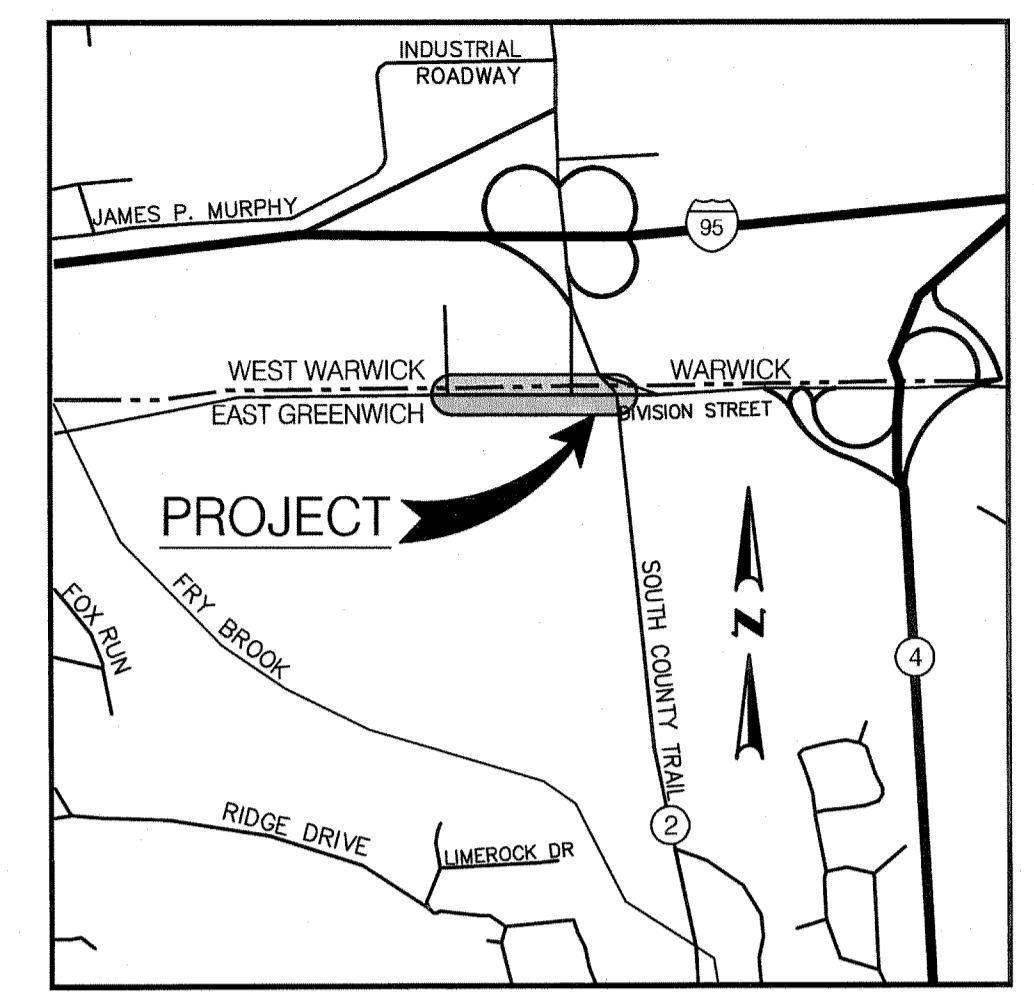 INDUSTRIAL
ROADWAY
JAMES P. MURPHY
95
WEST WARWICK
WARWICK
EAST GREENWICH
DIVISION STREET
PROJECT
FOX RUN
FRY BROOK
SOUTH COUNTY TRAIL
N
4
2
RIDGE DRIVE
LIMEROCK DR